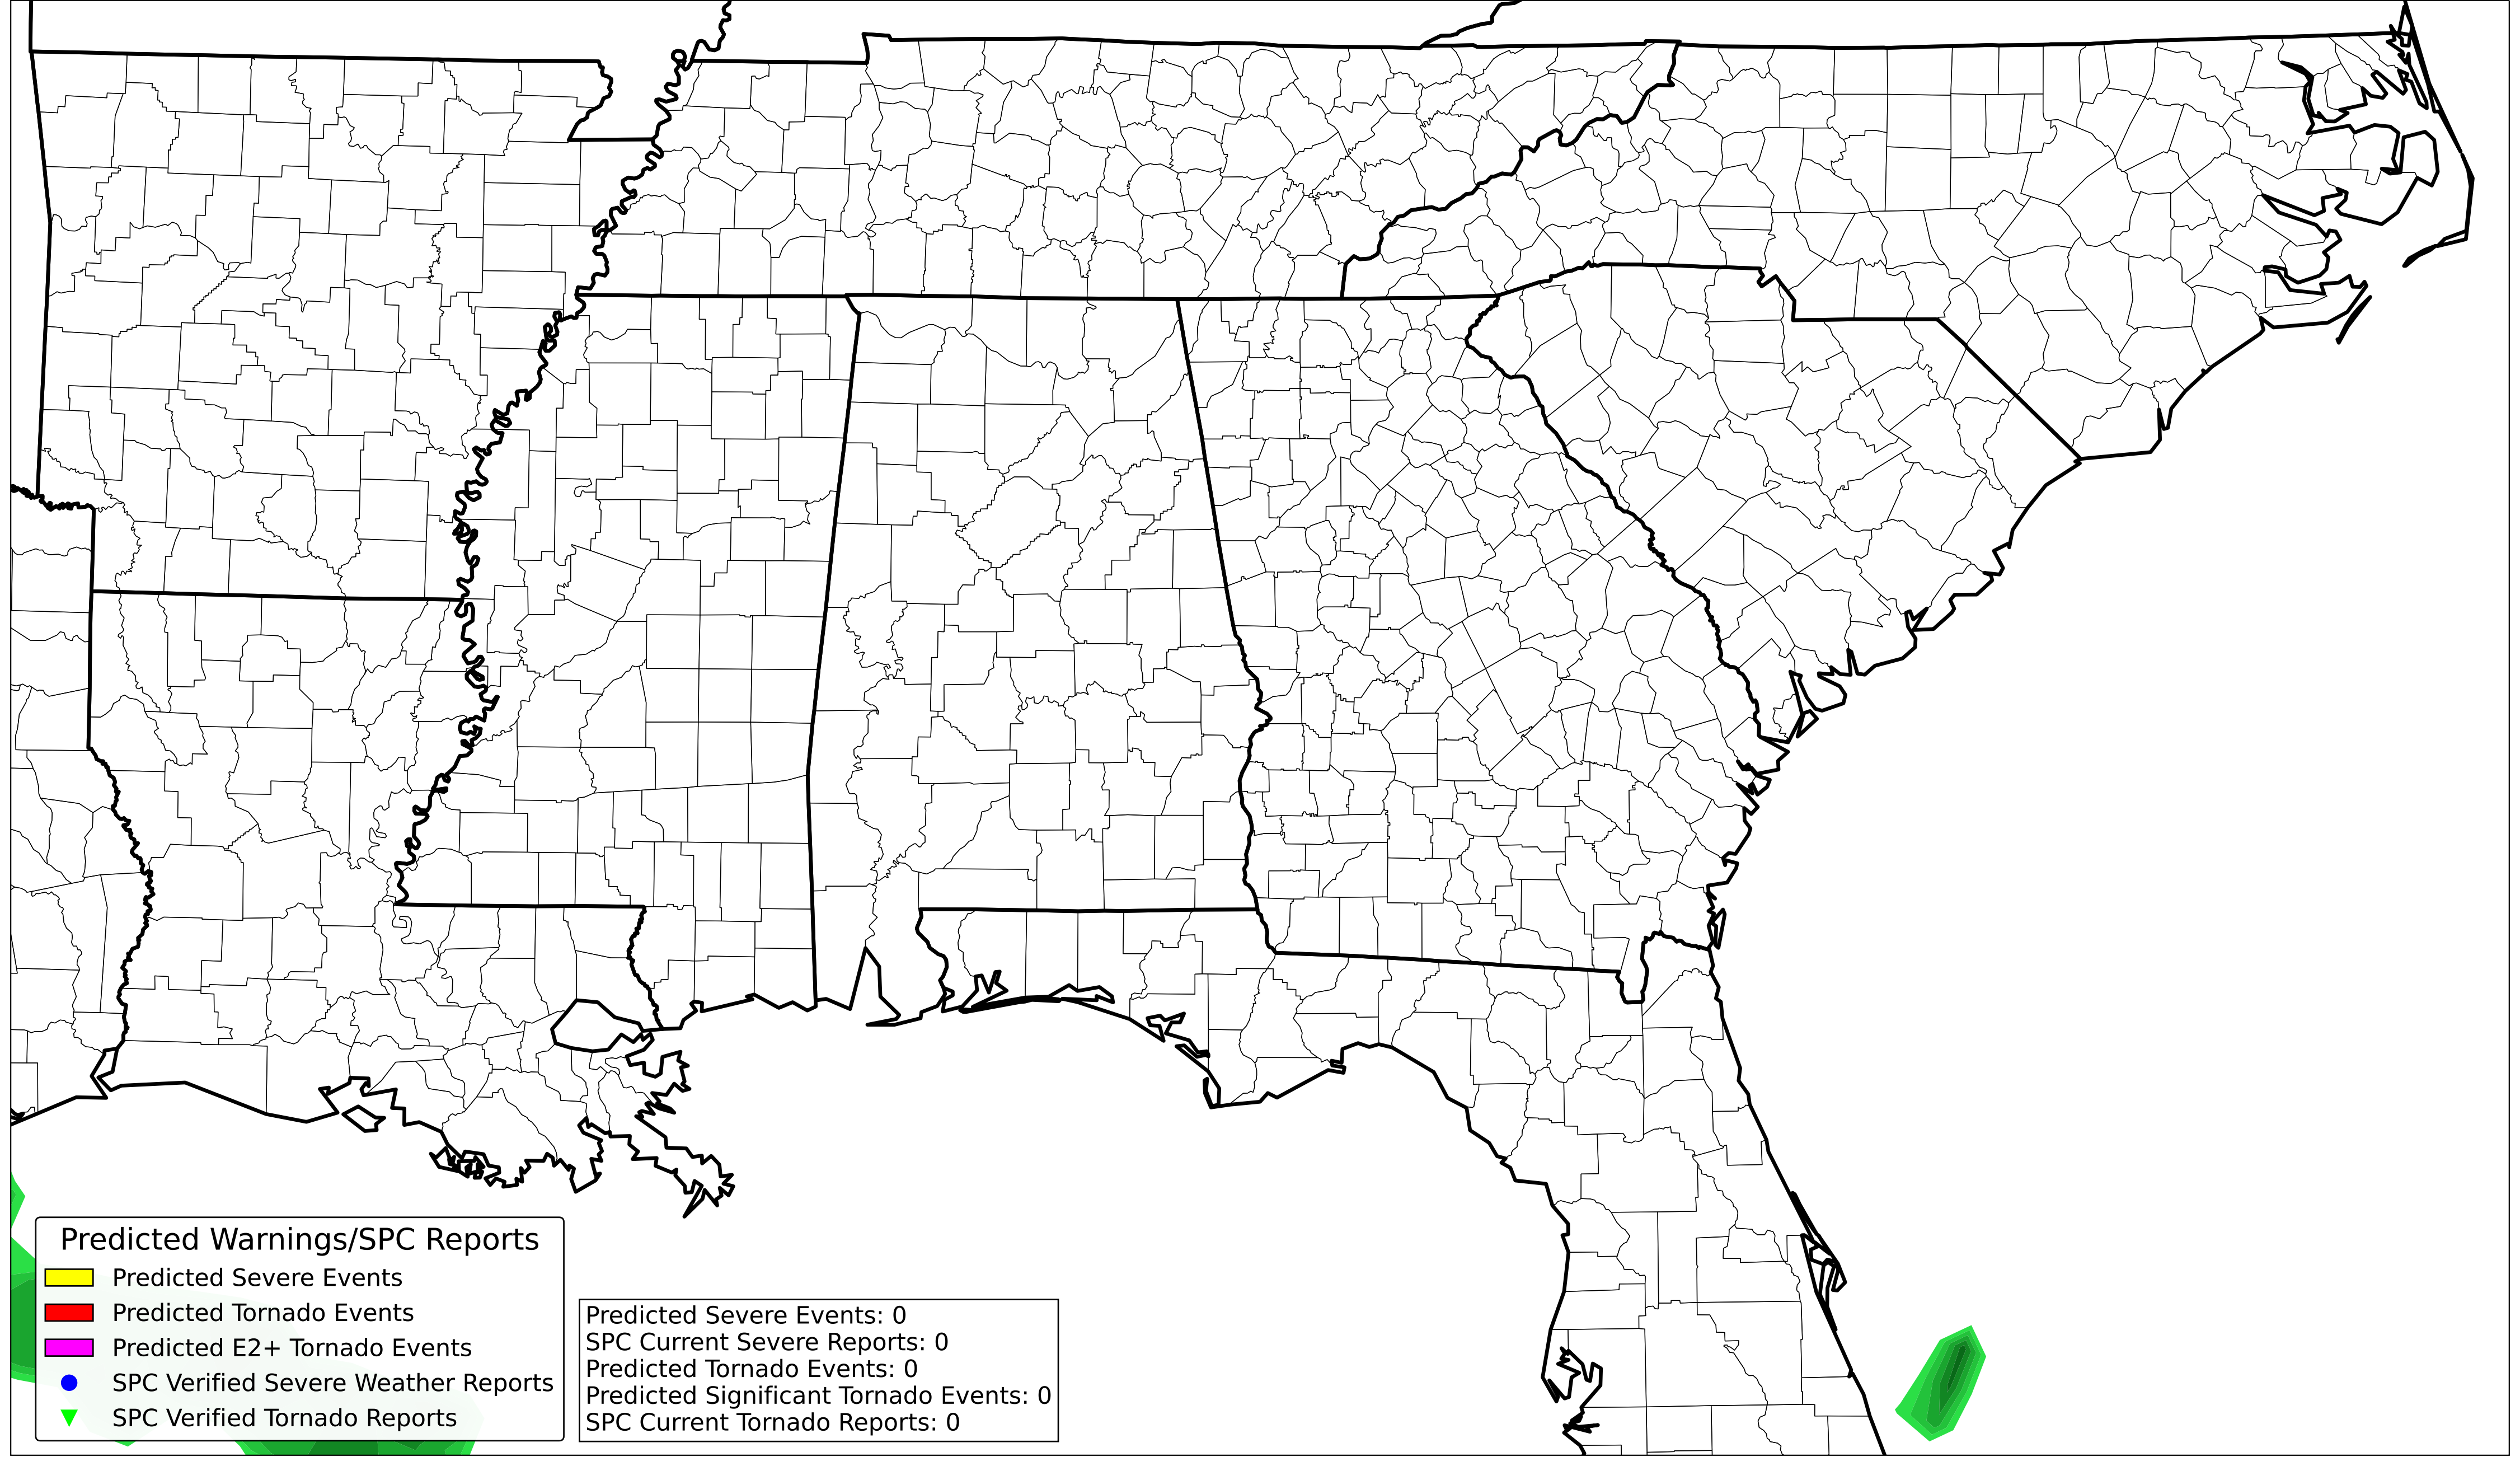 Predicted Warnings/SPC Reports
Predicted Severe Events
Predicted Tornado Events
Predicted E2+ Tornado Events
SPC Verified Severe Weather Reports
SPC Verified Tornado Reports
Predicted Severe Events: 0
SPC Current Severe Reports: 0
Predicted Tornado Events: 0
Predicted Significant Tornado Events: 0
SPC Current Tornado Reports: 0